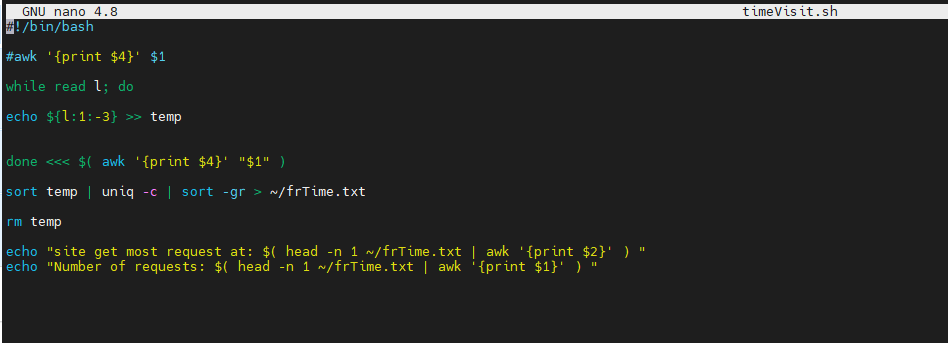 GNU nano 4.8 timeVisit.sh
#!/bin/bash
#awk '{print $4}' $1
while read l; do
echo ${l:1:-3} >> temp
done <<< $( awk '{print $4}' "$1" )
sort temp | uniq -c | sort -gr > ~/frTime.txt
rm temp
echo "site get most request at: $( head -n 1 ~/frTime.txt | awk '{print $2}' ) "
echo "Number of requests: $( head -n 1 ~/frTime.txt | awk '{print $1}' ) "